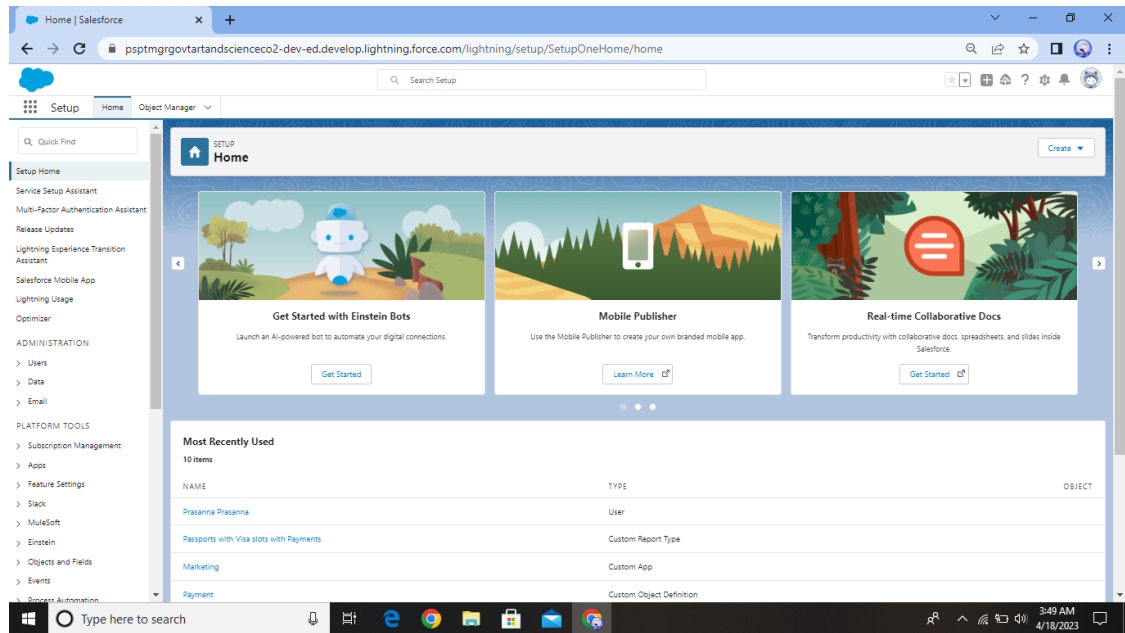 Home | Salesforce
psptmgrgovtartandscienceco2-dev-ed.develop.lightning.force.com/lightning/setup/SetupOneHome/home
Search Setup
Setup
Home
Object Manager
Quick Find
Setup Home
Service Setup Assistant
Multi-Factor Authentication Assistant
Release Updates
Lightning Experience Transition
Assistant
Salesforce Mobile App
Lightning Usage
Optimizer
ADMINISTRATION
Users
Data
Email
PLATFORM TOOLS
Subscription Management
Apps
Feature Settings
Slack
MuleSoft
Einstein
Objects and Fields
Events
Process Automation
SETUP
Home
Create
Get Started with Einstein Bots
Launch an AI-powered bot to automate your digital connections.
Get Started
Mobile Publisher
Use the Mobile Publisher to create your own branded mobile app.
Learn More
Real-time Collaborative Docs
Transform productivity with collaborative docs, spreadsheets, and slides inside
Salesforce.
Get Started
Most Recently Used
10 items
NAME TYPE OBJECT
Prasanna Prasanna User
Passports with Visa slots with Payments Custom Report Type
Marketing Custom App
Payment Custom Object Definition
Type here to search
3:49 AM
4/18/2023